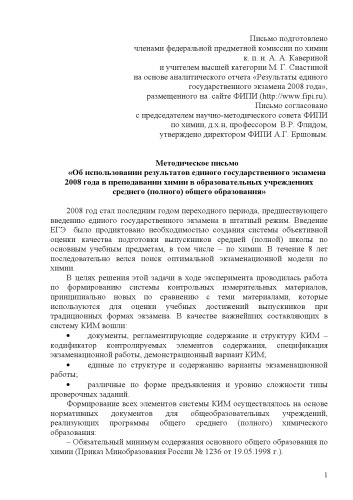 Письмо подготовлено
членами федеральной предметной комиссии по химии
к. п. н. А. А. Кавериной
и учителем высшей категории М. Г. Снастиной
на основе аналитического отчета «Результаты единого
государственного экзамена 2008 года»,
размещенного на  сайте ФИПИ (http://www.fipi.ru).
Письмо согласовано
с председателем научно-методического совета ФИПИ
по химии, д.х.н, профессором  В.Р. Флидом,
утверждено директором ФИПИ А.Г. Ершовым.
Методическое письмо
«Об использовании результатов единого государственного экзамена
2008 года в преподавании химии в образовательных учреждениях
среднего (полного) общего образования»
2008 год стал последним годом переходного периода, предшествующего
введению единого государственного экзамена в штатный режим. Введение
ЕГЭ  было продиктовано необходимостью создания системы объективной
оценки качества подготовки выпускников средней (полной) школы по
основным учебным предметам, в том числе – по химии. В течение 8 лет
последовательно велся поиск оптимальной экзаменационной модели по
химии.
В целях решения этой задачи в ходе эксперимента проводилась работа
по формированию системы контрольных измерительных материалов,
принципиально новых по сравнению с теми материалами, которые
используются для оценки учебных достижений выпускников при
традиционных формах экзамена. В качестве важнейших составляющих в
систему КИМ вошли:
• документы, регламентирующие содержание и структуру КИМ –
кодификатор контролируемых элементов содержания, спецификация
экзаменационной работы, демонстрационный вариант КИМ;
• единые по структуре и содержанию варианты экзаменационной
работы;
• различные по форме предъявления и уровню сложности типы
проверочных заданий.
Формирование всех элементов системы КИМ осуществлялось на основе
нормативных документов для общеобразовательных учреждений,
реализующих программы общего среднего (полного) химического
образования:
– Обязательный минимум содержания основного общего образования по
химии (Приказ Минобразования России № 1236 от 19.05.1998 г.).
1